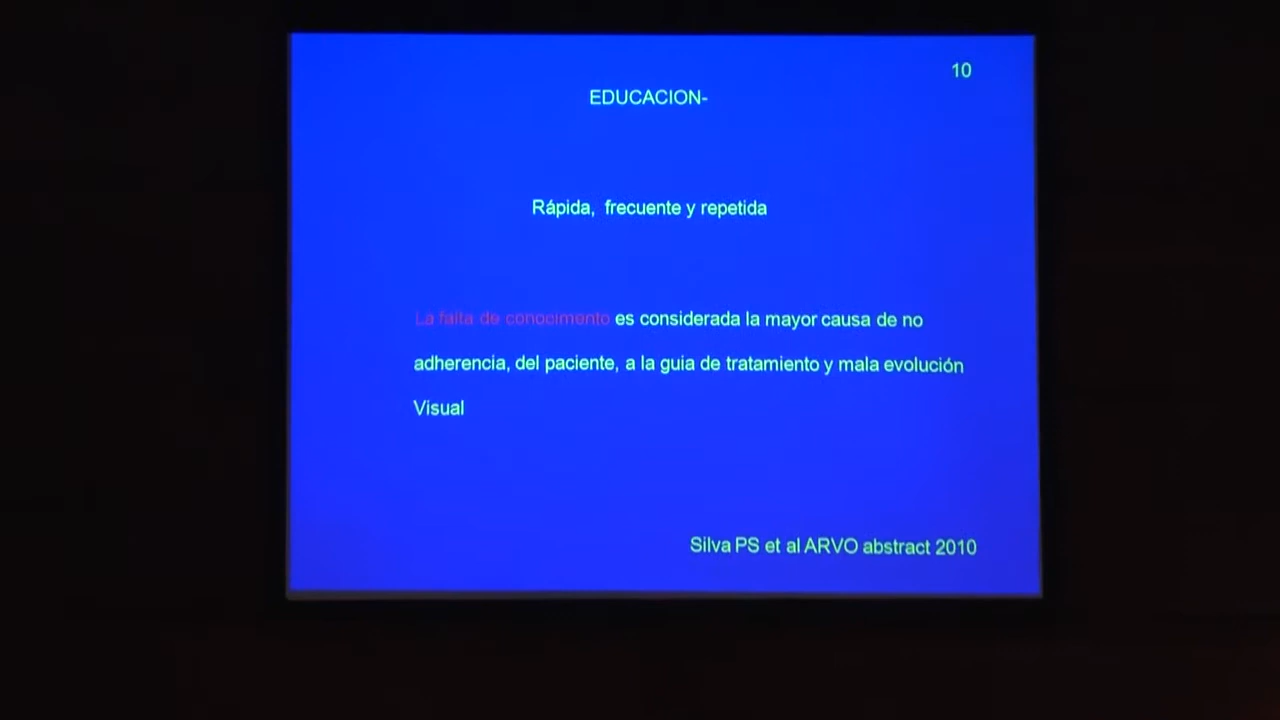 10
EDUCACION-
Rápida, frecuente y repetida
La falta de conocimento es considerada la mayor causa de no
adherencia, del paciente, a la guia de tratamiento y mala evolución
Visual
Silva PS et al ARVO abstract 2010